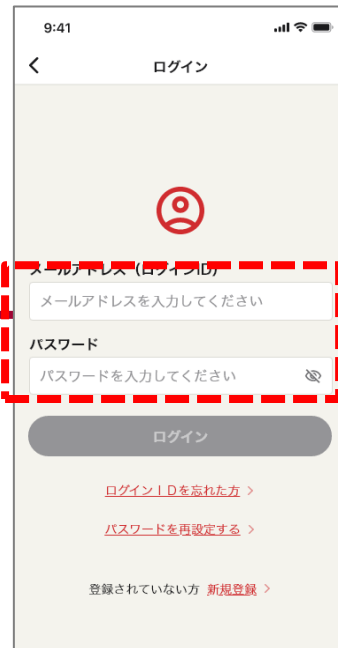 9:41
ログイン
メールアドレス（ログインID）
メールアドレスを入力してください
パスワード
パスワードを入力してください
ログイン
ログインＩＤを忘れた方 >
パスワードを再設定する >
登録されていない方 新規登録 >